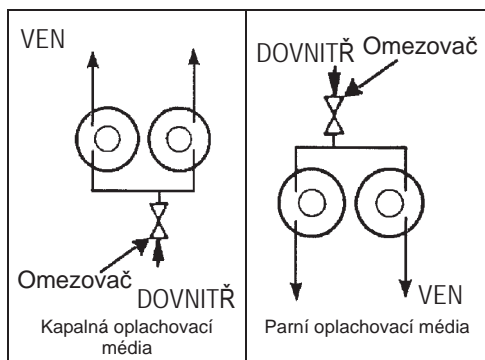 VEN
Omezovač
DOVNITŘ
Kapalná oplachovací
média
DOVNITŘ
Omezovač
VEN
Parní oplachovací média